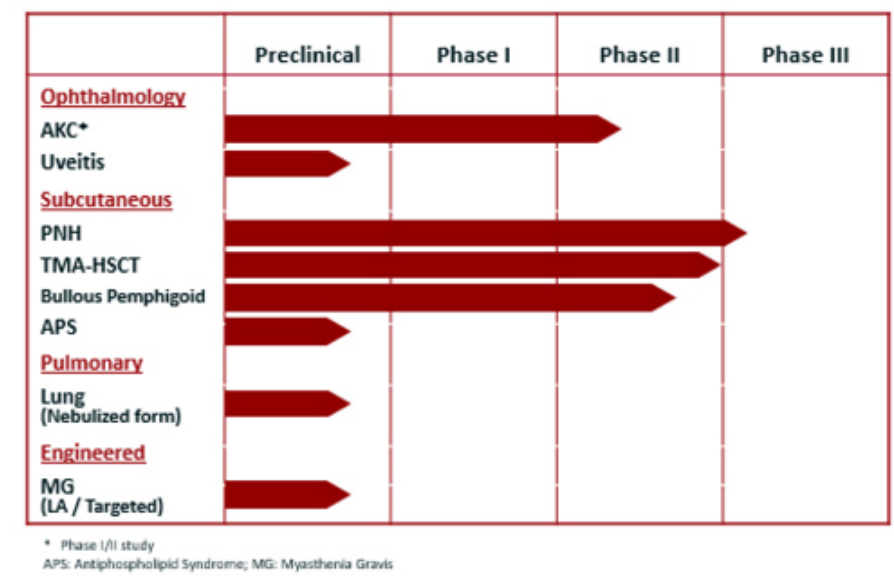 Preclinical Phase I Phase II Phase III
Ophthalmology
AKC*
Uveitis
Subcutaneous
PNH
TMA-HSCT
Bullous Pemphigoid
APS
Pulmonary
Lung
(Nebulized form)
Engineered
MG
(LA / Targeted)
* Phase I/II study
APS: Antiphospholipid Syndrome; MG: Myasthenia Gravis